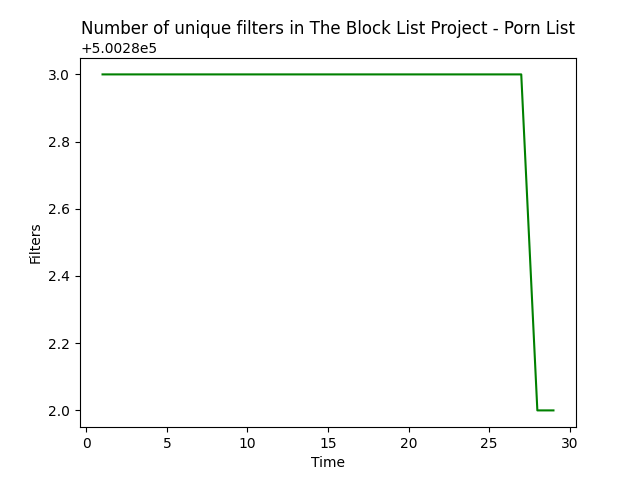 Number of unique filters in The Block List Project - Porn List
+5.0028e5
3.0
2.8
2.6
2.4
2.2
2.0
Filters
0 5 10 15 20 25 30
Time